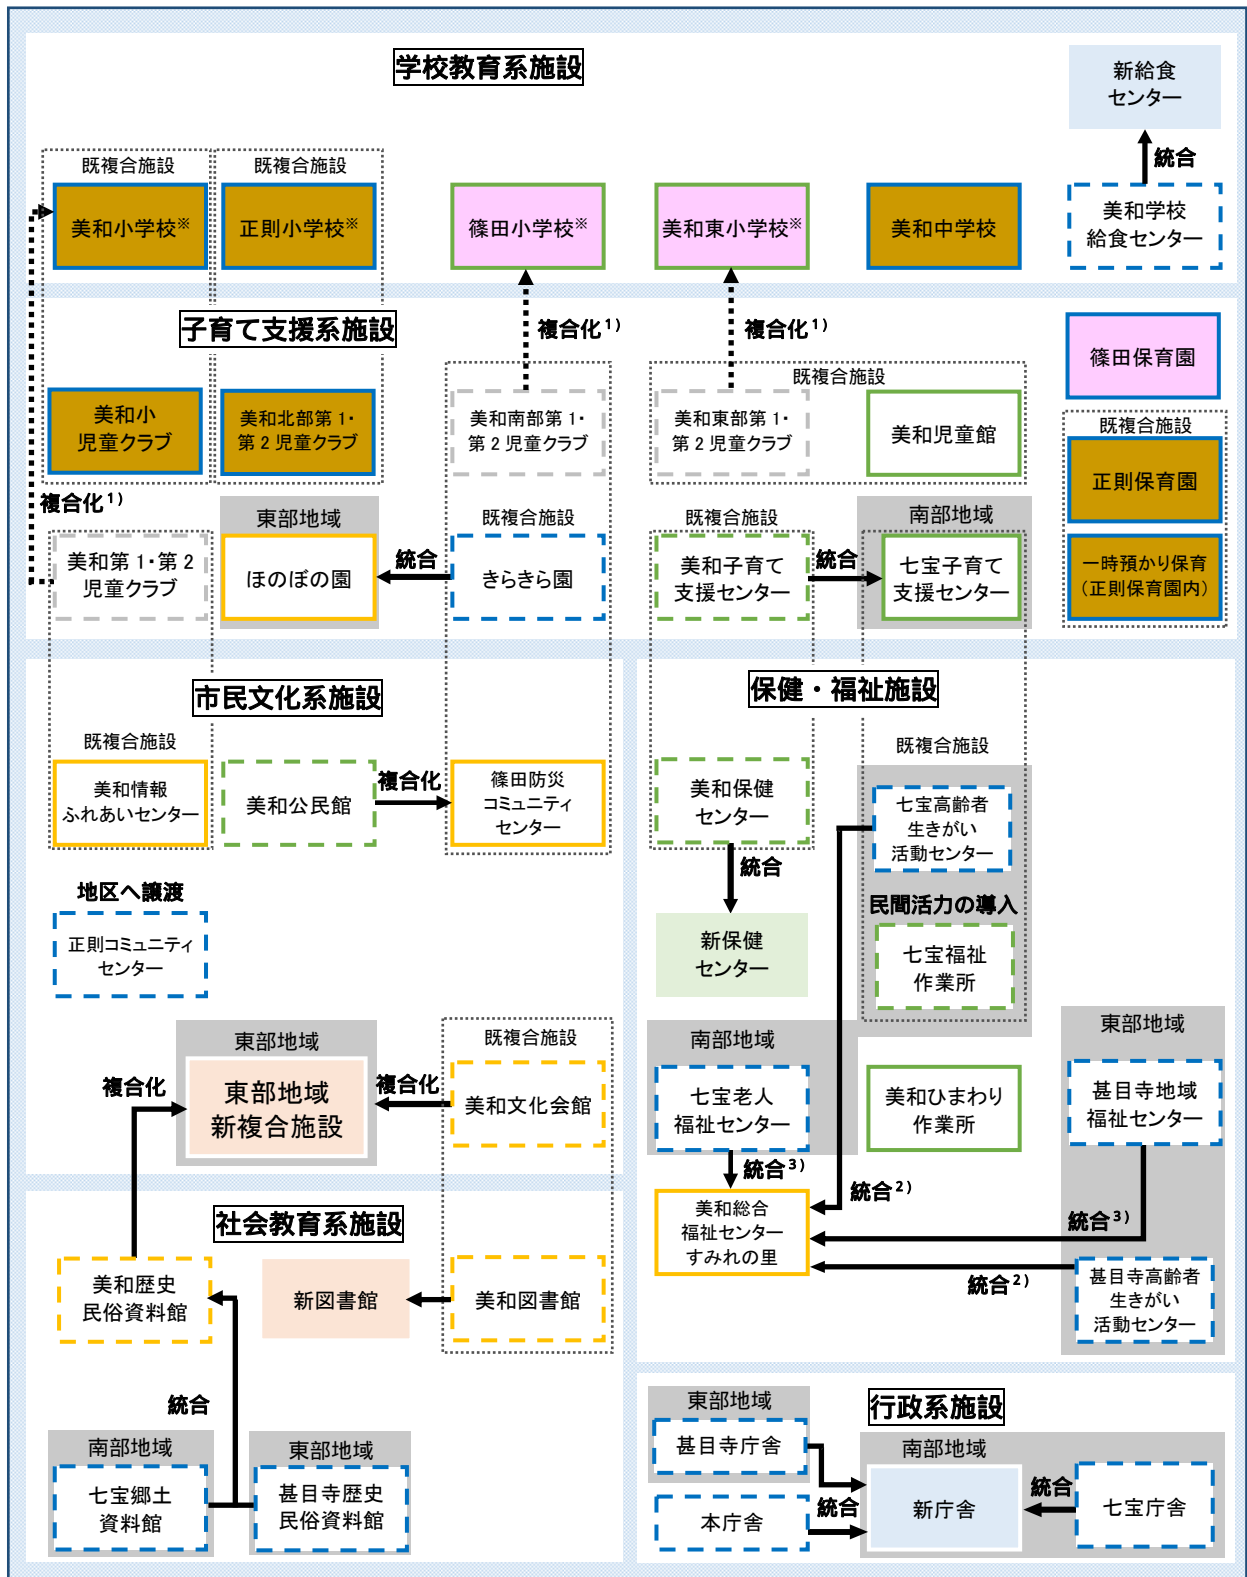 学校教育系施設
新給食
センター
統合
既複合施設
既複合施設
美和小学校※
正則小学校※
篠田小学校※
美和東小学校※
美和中学校
美和学校
給食センター
子育て支援系施設
複合化1)
複合化1)
篠田保育園
既複合施設
美和小
児童クラブ
美和北部第1・
第2児童クラブ
美和南部第1・
第2児童クラブ
美和東部第1・
第2児童クラブ
美和児童館
既複合施設
正則保育園
複合化1)
東部地域
既複合施設
既複合施設
南部地域
美和第1・第2
児童クラブ
ほのぼの園
統合
きらきら園
美和子育て
支援センター
統合
七宝子育て
支援センター
一時預かり保育
(正則保育園内)
市民文化系施設
保健・福祉施設
既複合施設
既複合施設
美和情報
ふれあいセンター
美和公民館
複合化
篠田防災
コミュニティ
センター
美和保健
センター
七宝高齢者
生きがい
活動センター
統合
地区へ譲渡
民間活力の導入
正則コミュニティ
センター
新保健
センター
七宝福祉
作業所
東部地域
既複合施設
南部地域
東部地域
複合化
東部地域
新複合施設
複合化
美和文化会館
七宝老人
福祉センター
美和ひまわり
作業所
甚目寺地域
福祉センター
統合3)
統合2)
統合3)
社会教育系施設
美和総合
福祉センター
すみれの里
美和歴史
民俗資料館
新図書館
美和図書館
統合2)
甚目寺高齢者
生きがい
活動センター
統合
東部地域
行政系施設
南部地域
東部地域
甚目寺庁舎
南部地域
七宝郷土
資料館
甚目寺歴史
民俗資料館
本庁舎
統合
新庁舎
統合
七宝庁舎